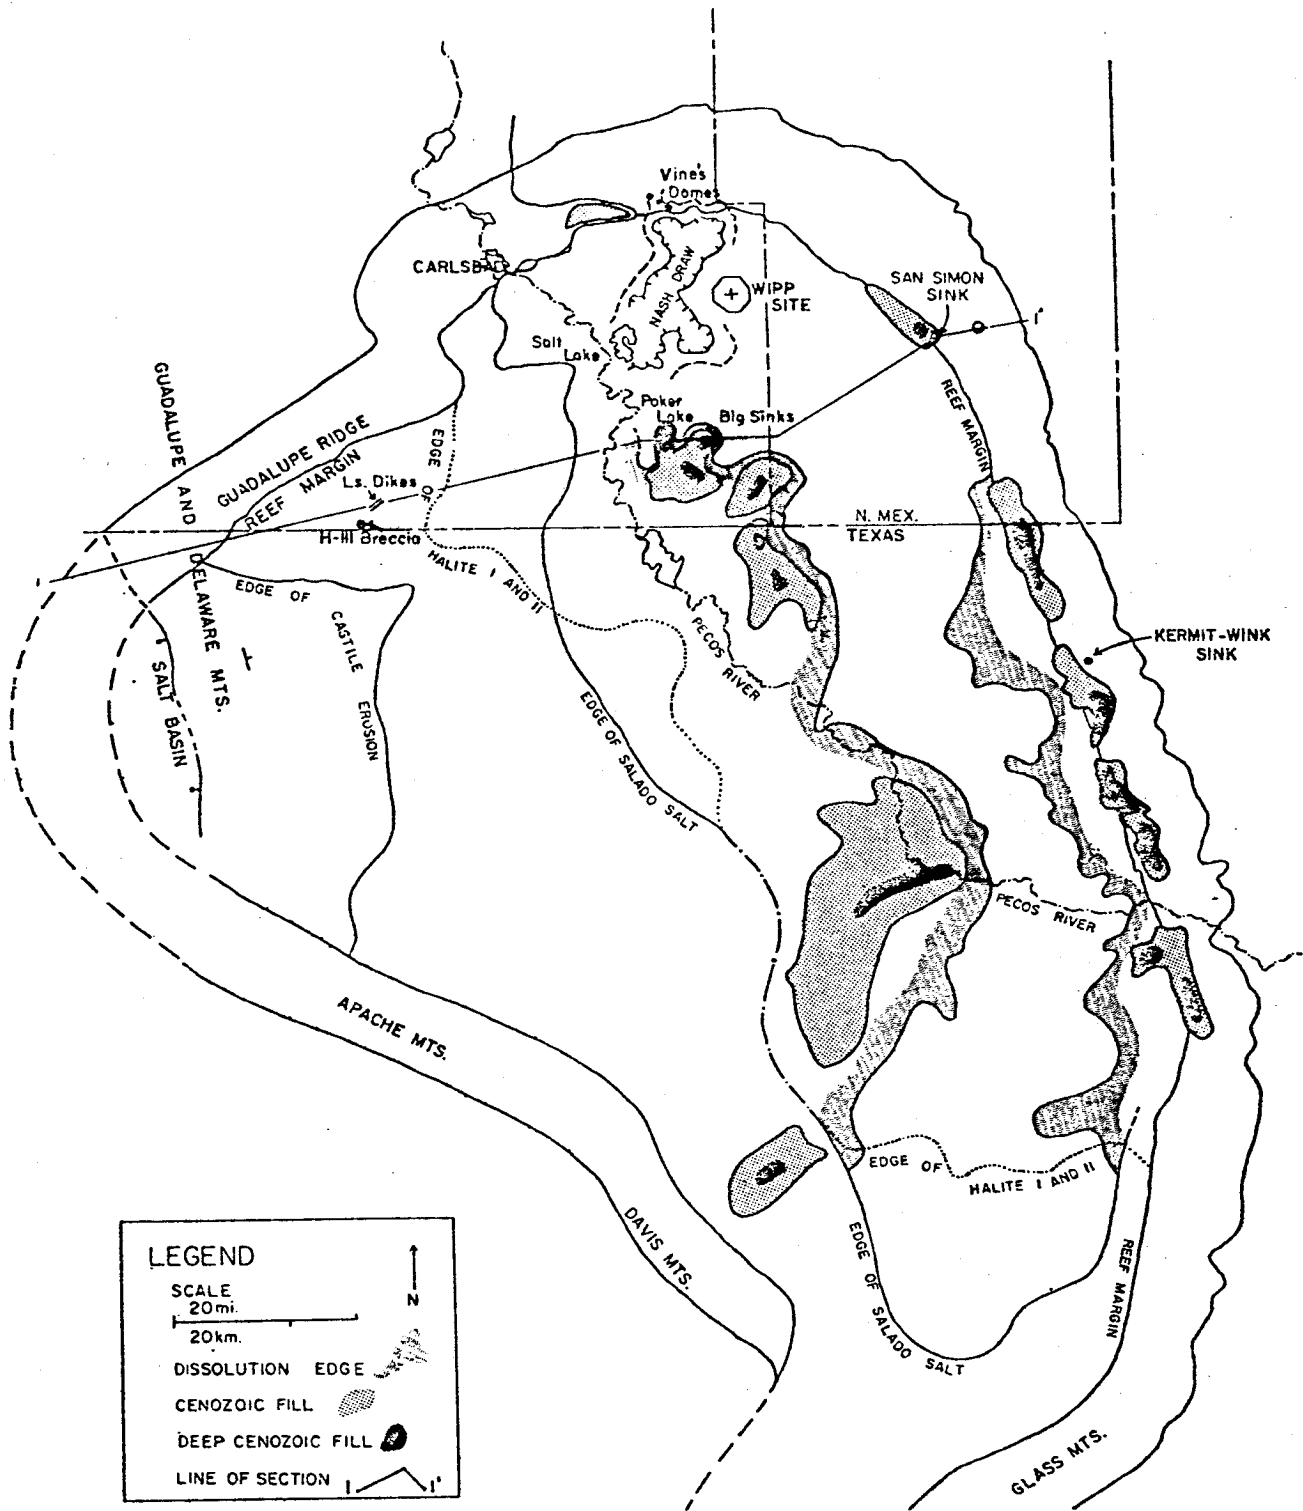 Vine's
Domes
CARLSBAD
NASH DRAW
WIPP
SITE
SAN SIMON
SINK
I'
Salt
Lake
Poker
Lake
Big Sinks
REEF MARGIN
GUADALUPE AND DELAWARE MTS.
GUADALUPE RIDGE
REEF MARGIN
EDGE OF
HALITE I AND II
Ls. Dikes
H-III Breccia
N. MEX.
TEXAS
I
EDGE OF
CASTILE
EROSION
SALT BASIN
PECOS RIVER
KERMIT-WINK
SINK
EDGE OF SALADO SALT
PECOS RIVER
APACHE MTS.
EDGE OF
HALITE I AND II
DAVIS MTS.
EDGE OF SALADO SALT
REEF MARGIN
GLASS MTS.
LEGEND
SCALE
20 mi.
20 km.
N
DISSOLUTION EDGE
CENOZOIC FILL
DEEP CENOZOIC FILL
LINE OF SECTION I I'